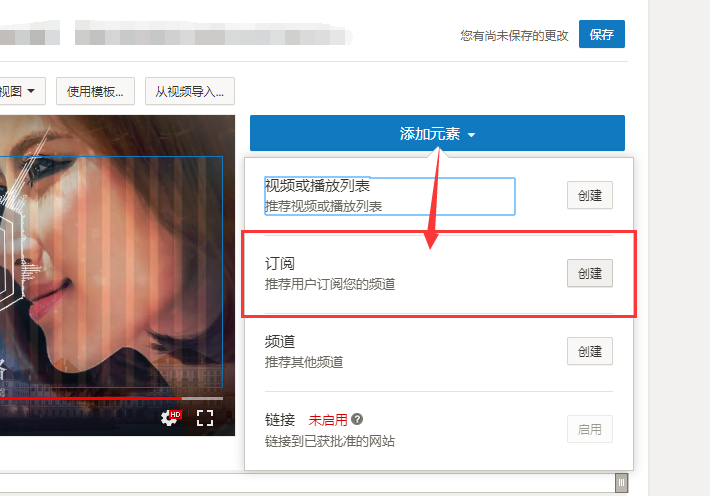 您有尚未保存的更改
保存
视图
使用模板...
从视频导入...
添加元素
视频或播放列表
推荐视频或播放列表
创建
订阅
推荐用户订阅您的频道
创建
频道
推荐其他频道
创建
链接 未启用 ?
链接到已获批准的网站
启用
HD